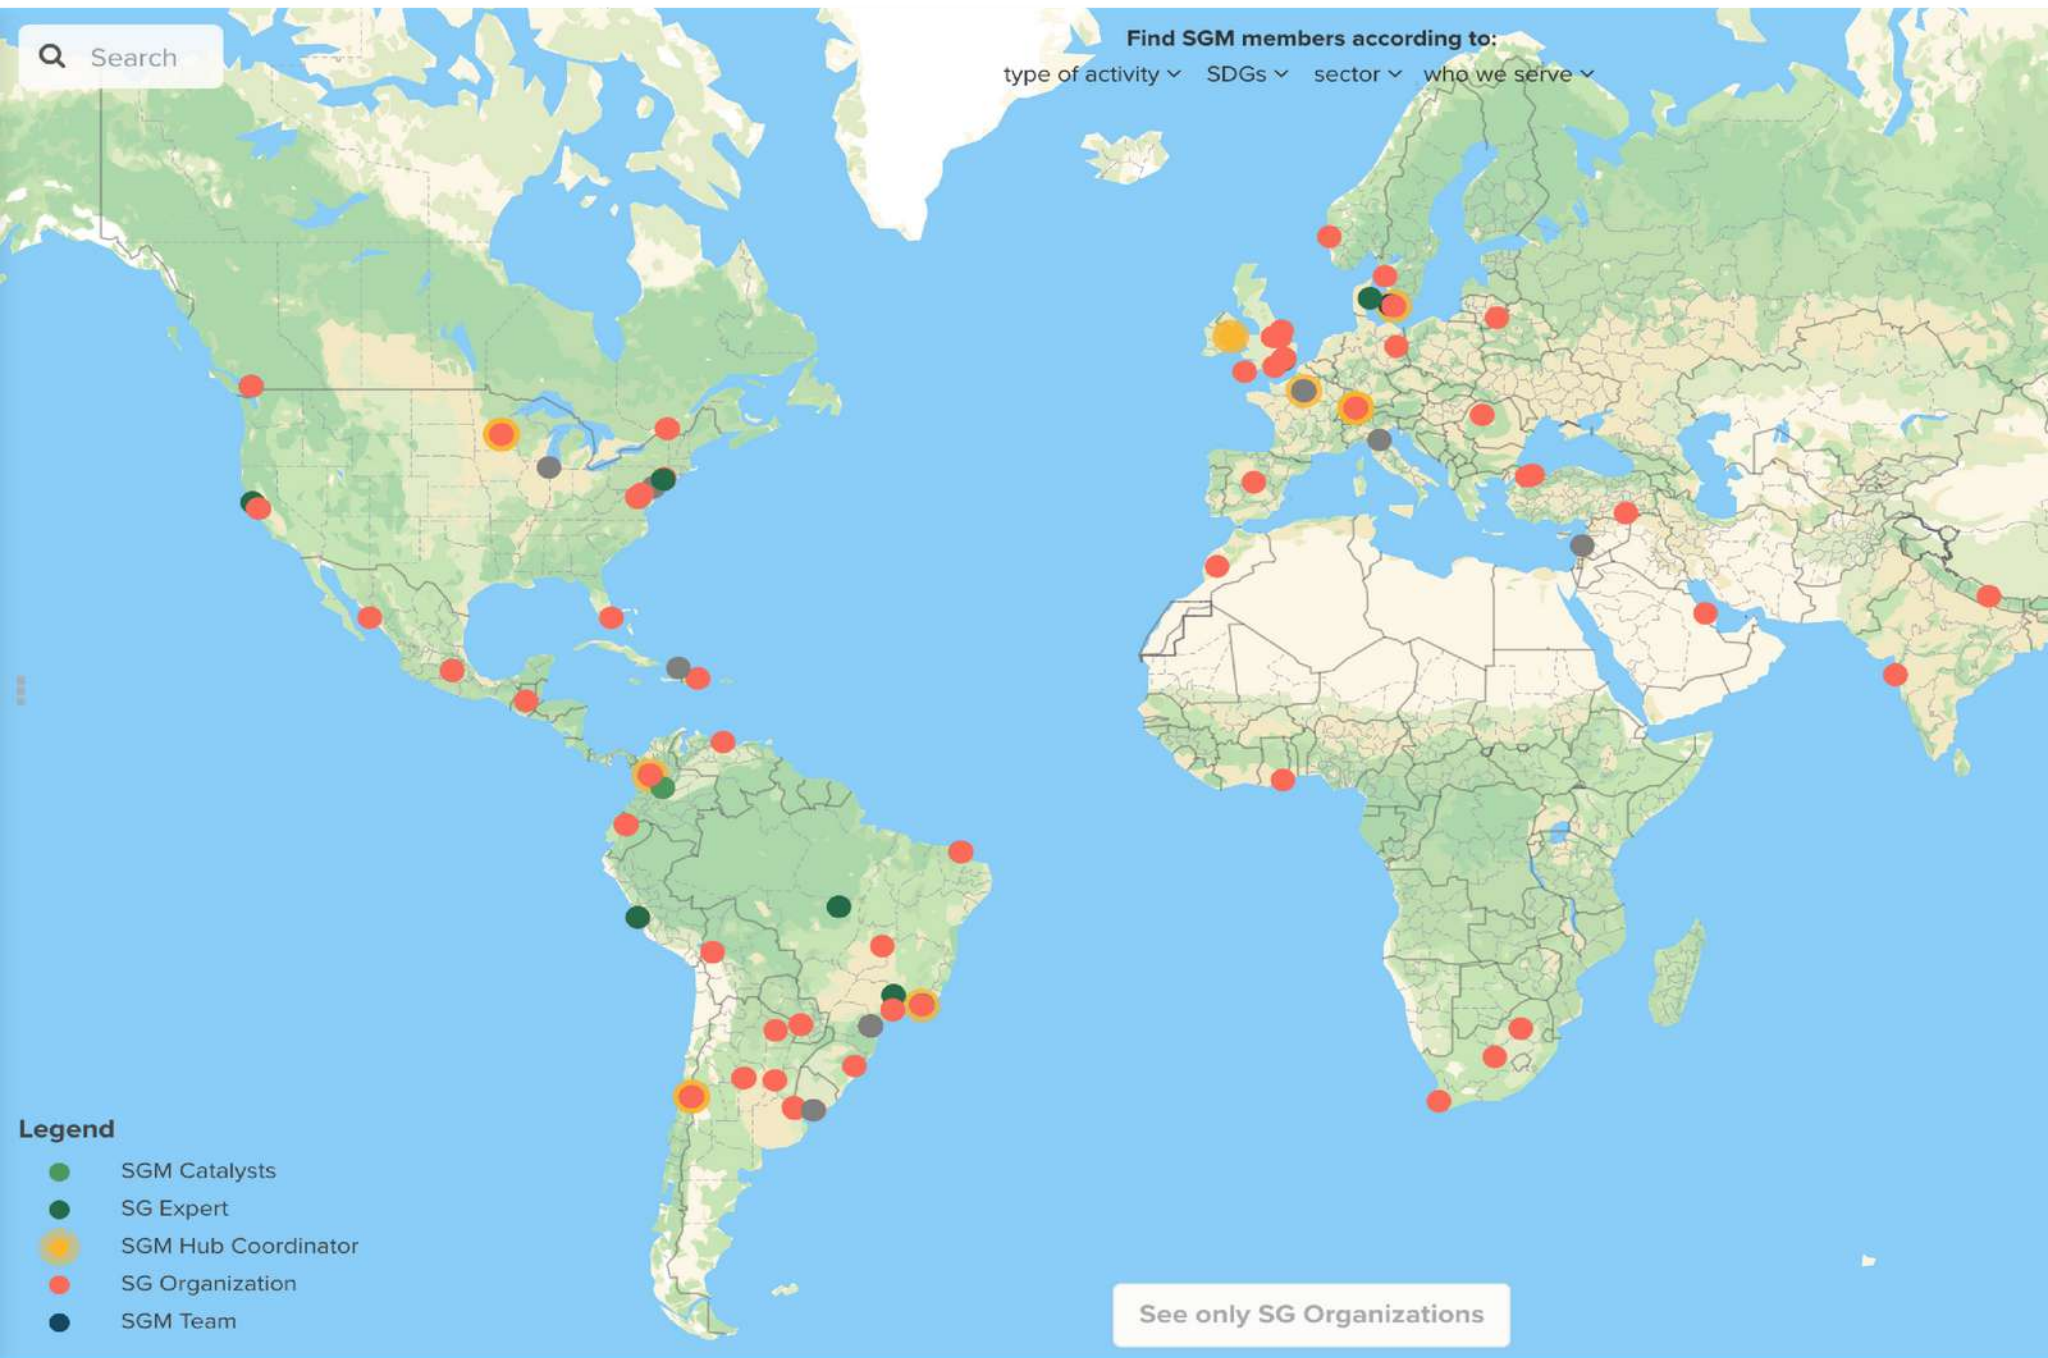 Search
Find SGM members according to:
type of activity SDGs sector who we serve
Legend
SGM Catalysts
SG Expert
SGM Hub Coordinator
SG Organization
SGM Team
See only SG Organizations